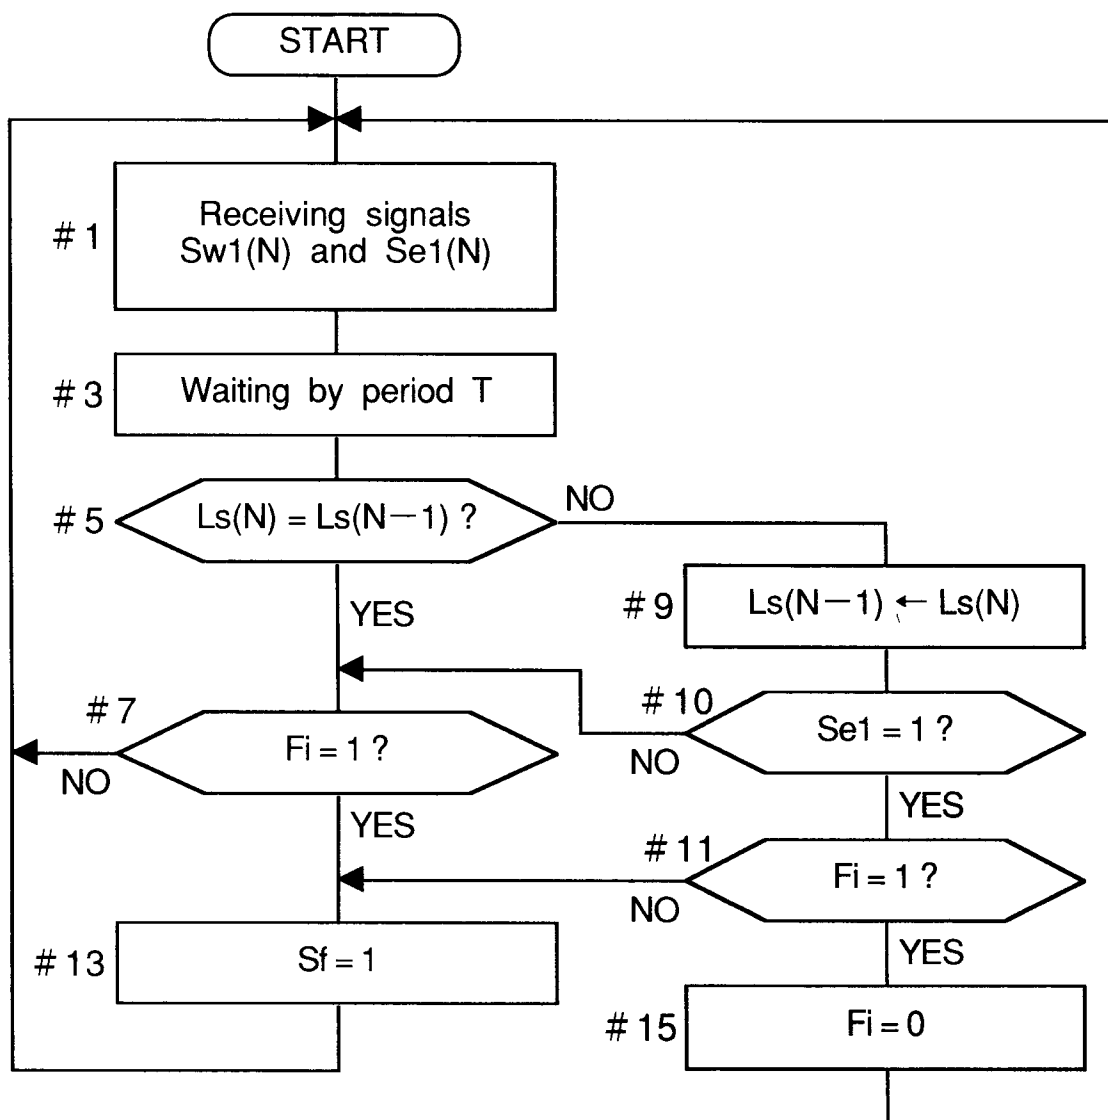 START
# 1
Receiving signals
Sw1(N) and Se1(N)
# 3
Waiting by period T
# 5
Ls(N) = Ls(N−1) ?
NO
YES
# 9
Ls(N−1) ← Ls(N)
# 7
Fi = 1 ?
NO
YES
# 10
Se1 = 1 ?
NO
YES
# 11
Fi = 1 ?
NO
YES
# 13
Sf = 1
# 15
Fi = 0